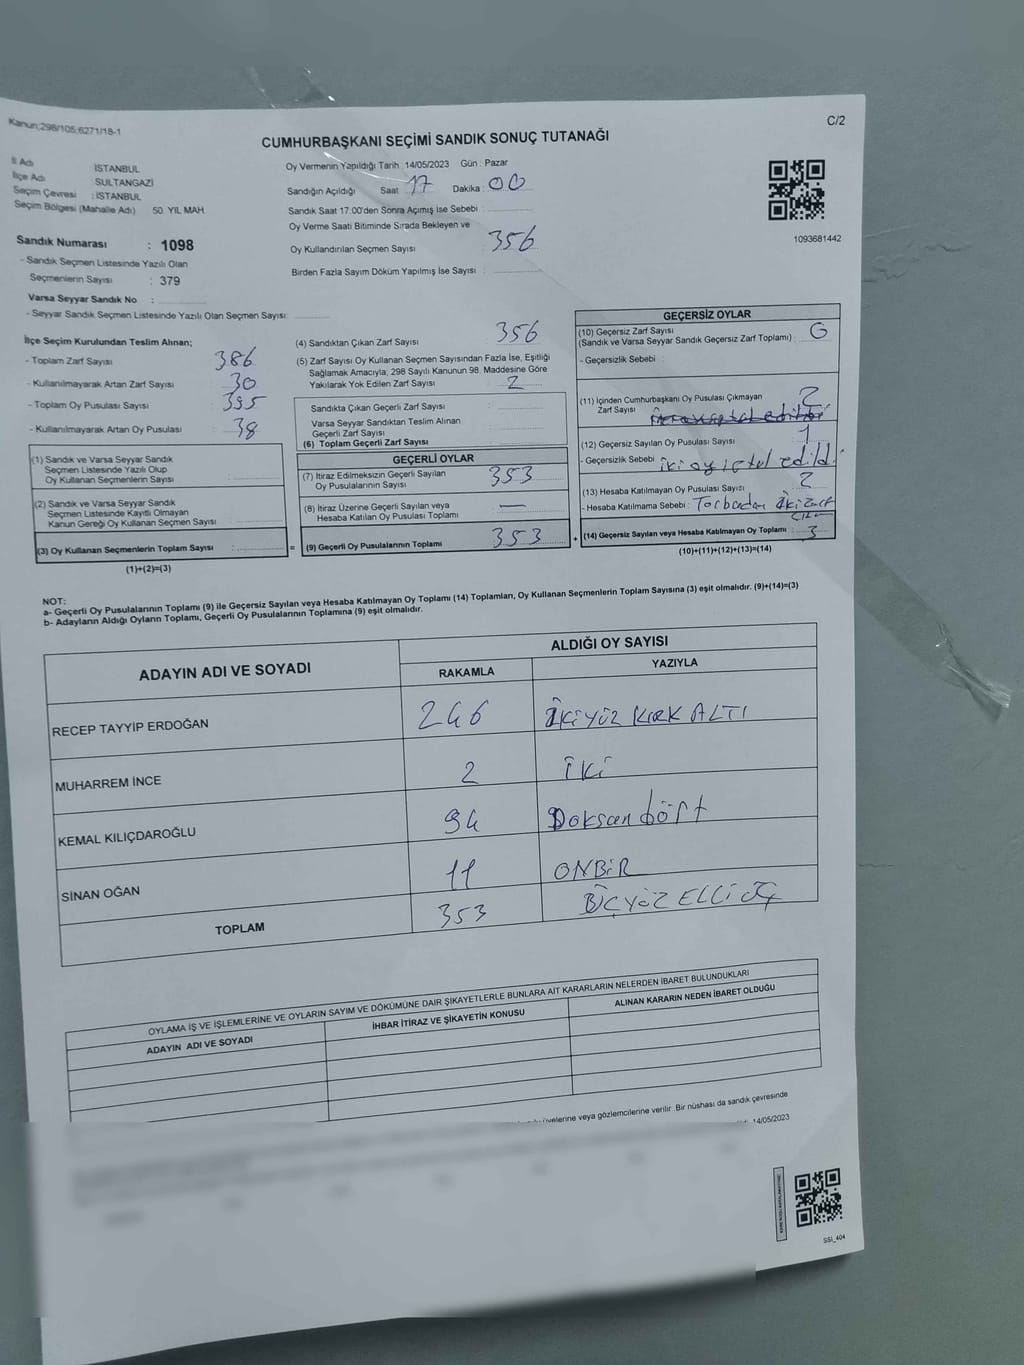 Kanun;298/105;6271/18-1
C/2
CUMHURBAŞKANI SEÇİMİ SANDIK SONUÇ TUTANAĞI
İl Adı : İSTANBUL
İlçe Adı : SULTANGAZİ
Seçim Çevresi : İSTANBUL
Seçim Bölgesi (Mahalle Adı) 50. YIL MAH.
Sandık Numarası : 1098
- Sandık Seçmen Listesinde Yazılı Olan
Seçmenlerin Sayısı : 379
Varsa Seyyar Sandık No :
- Seyyar Sandık Seçmen Listesinde Yazılı Olan Seçmen Sayısı:
Oy Vermenin Yapıldığı Tarih : 14/05/2023 Gün : Pazar
Sandığın Açıldığı Saat : 17 Dakika : 00
Sandık Saat 17:00'den Sonra Açılmış İse Sebebi :
Oy Verme Saati Bitiminde Sırada Bekleyen ve
Oy Kullandırılan Seçmen Sayısı : 356
Birden Fazla Sayım Döküm Yapılmış İse Sayısı :
1093681442
İlçe Seçim Kurulundan Teslim Alınan;
- Toplam Zarf Sayısı : 386
- Kullanılmayarak Artan Zarf Sayısı : 30
- Toplam Oy Pusulası Sayısı : 395
- Kullanılmayarak Artan Oy Pusulası : 38
(1) Sandık ve Varsa Seyyar Sandık
Seçmen Listesinde Yazılı Olup
Oy Kullanan Seçmenlerin Sayısı :
(2) Sandık ve Varsa Seyyar Sandık
Seçmen Listesinde Kayıtlı Olmayan
Kanun Gereği Oy Kullanan Seçmen Sayısı :
(3) Oy Kullanan Seçmenlerin Toplam Sayısı :
(1)+(2)=(3)
(4) Sandıktan Çıkan Zarf Sayısı : 356
(5) Zarf Sayısı Oy Kullanan Seçmen Sayısından Fazla İse, Eşitliği
Sağlamak Amacıyla, 298 Sayılı Kanunun 98. Maddesine Göre
Yakılarak Yok Edilen Zarf Sayısı : 2
Sandıkta Çıkan Geçerli Zarf Sayısı :
Varsa Seyyar Sandıktan Teslim Alınan
Geçerli Zarf Sayısı :
(6) Toplam Geçerli Zarf Sayısı :
GEÇERLİ OYLAR
(7) İtiraz Edilmeksizin Geçerli Sayılan
Oy Pusulalarının Sayısı : 353
(8) İtiraz Üzerine Geçerli Sayılan veya
Hesaba Katılan Oy Pusulası Toplamı : —
= (9) Geçerli Oy Pusulalarının Toplamı : 353 +
GEÇERSİZ OYLAR
(10) Geçersiz Zarf Sayısı
(Sandık ve Varsa Seyyar Sandık Geçersiz Zarf Toplamı) :
- Geçersizlik Sebebi :
(11) İçinden Cumhurbaşkanı Oy Pusulası Çıkmayan
Zarf Sayısı : 2
(12) Geçersiz Sayılan Oy Pusulası Sayısı : 1
- Geçersizlik Sebebi : iki oy iptal edildi
(13) Hesaba Katılmayan Oy Pusulası Sayısı : 2
- Hesaba Katılmama Sebebi : Torbadan iki zarf
(14) Geçersiz Sayılan veya Hesaba Katılmayan Oy Toplamı : 3
(10)+(11)+(12)+(13)=(14)
NOT:
a- Geçerli Oy Pusulalarının Toplamı (9) ile Geçersiz Sayılan veya Hesaba Katılmayan Oy Toplamı (14) Toplamları, Oy Kullanan Seçmenlerin Toplam Sayısına (3) eşit olmalıdır. (9)+(14)=(3)
b- Adayların Aldığı Oyların Toplamı, Geçerli Oy Pusulalarının Toplamına (9) eşit olmalıdır.
ADAYIN ADI VE SOYADI
ALDIĞI OY SAYISI
RAKAMLA YAZIYLA
RECEP TAYYİP ERDOĞAN 246 İKİYÜZ KIRK ALTI
MUHARREM İNCE 2 İKİ
KEMAL KILIÇDAROĞLU 94 Doksan dört
SİNAN OĞAN 11 ONBİR
TOPLAM 353 ÜÇYÜZ ELLİ ÜÇ
OYLAMA İŞ VE İŞLEMLERİNE VE OYLARIN SAYIM VE DÖKÜMÜNE DAİR ŞİKAYETLERLE BUNLARA AİT KARARLARIN NELERDEN İBARET BULUNDUKLARI
ADAYIN ADI VE SOYADI İHBAR İTİRAZ VE ŞİKAYETİN KONUSU ALINAN KARARIN NEDEN İBARET OLDUĞU
üyelerine veya gözlemcilerine verilir. Bir nüshası da sandık çevresinde
14/05/2023
SSI_404